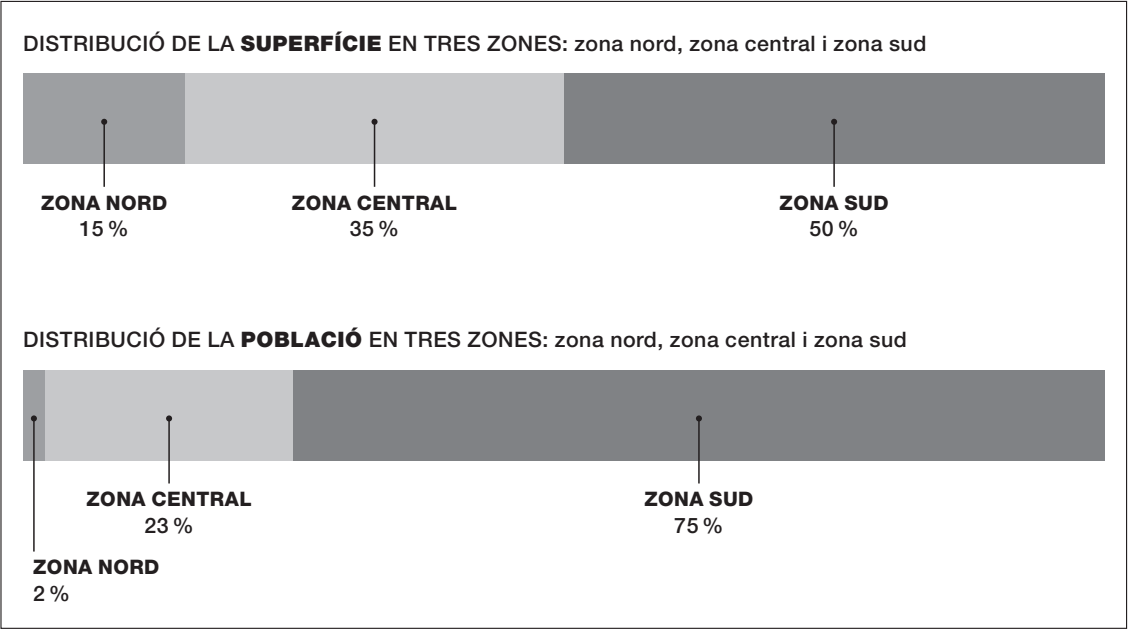 DISTRIBUCIÓ DE LA SUPERFÍCIE EN TRES ZONES: zona nord, zona central i zona sud
ZONA NORD
15 %
ZONA CENTRAL
35 %
ZONA SUD
50 %
DISTRIBUCIÓ DE LA POBLACIÓ EN TRES ZONES: zona nord, zona central i zona sud
ZONA CENTRAL
23 %
ZONA SUD
75 %
ZONA NORD
2 %